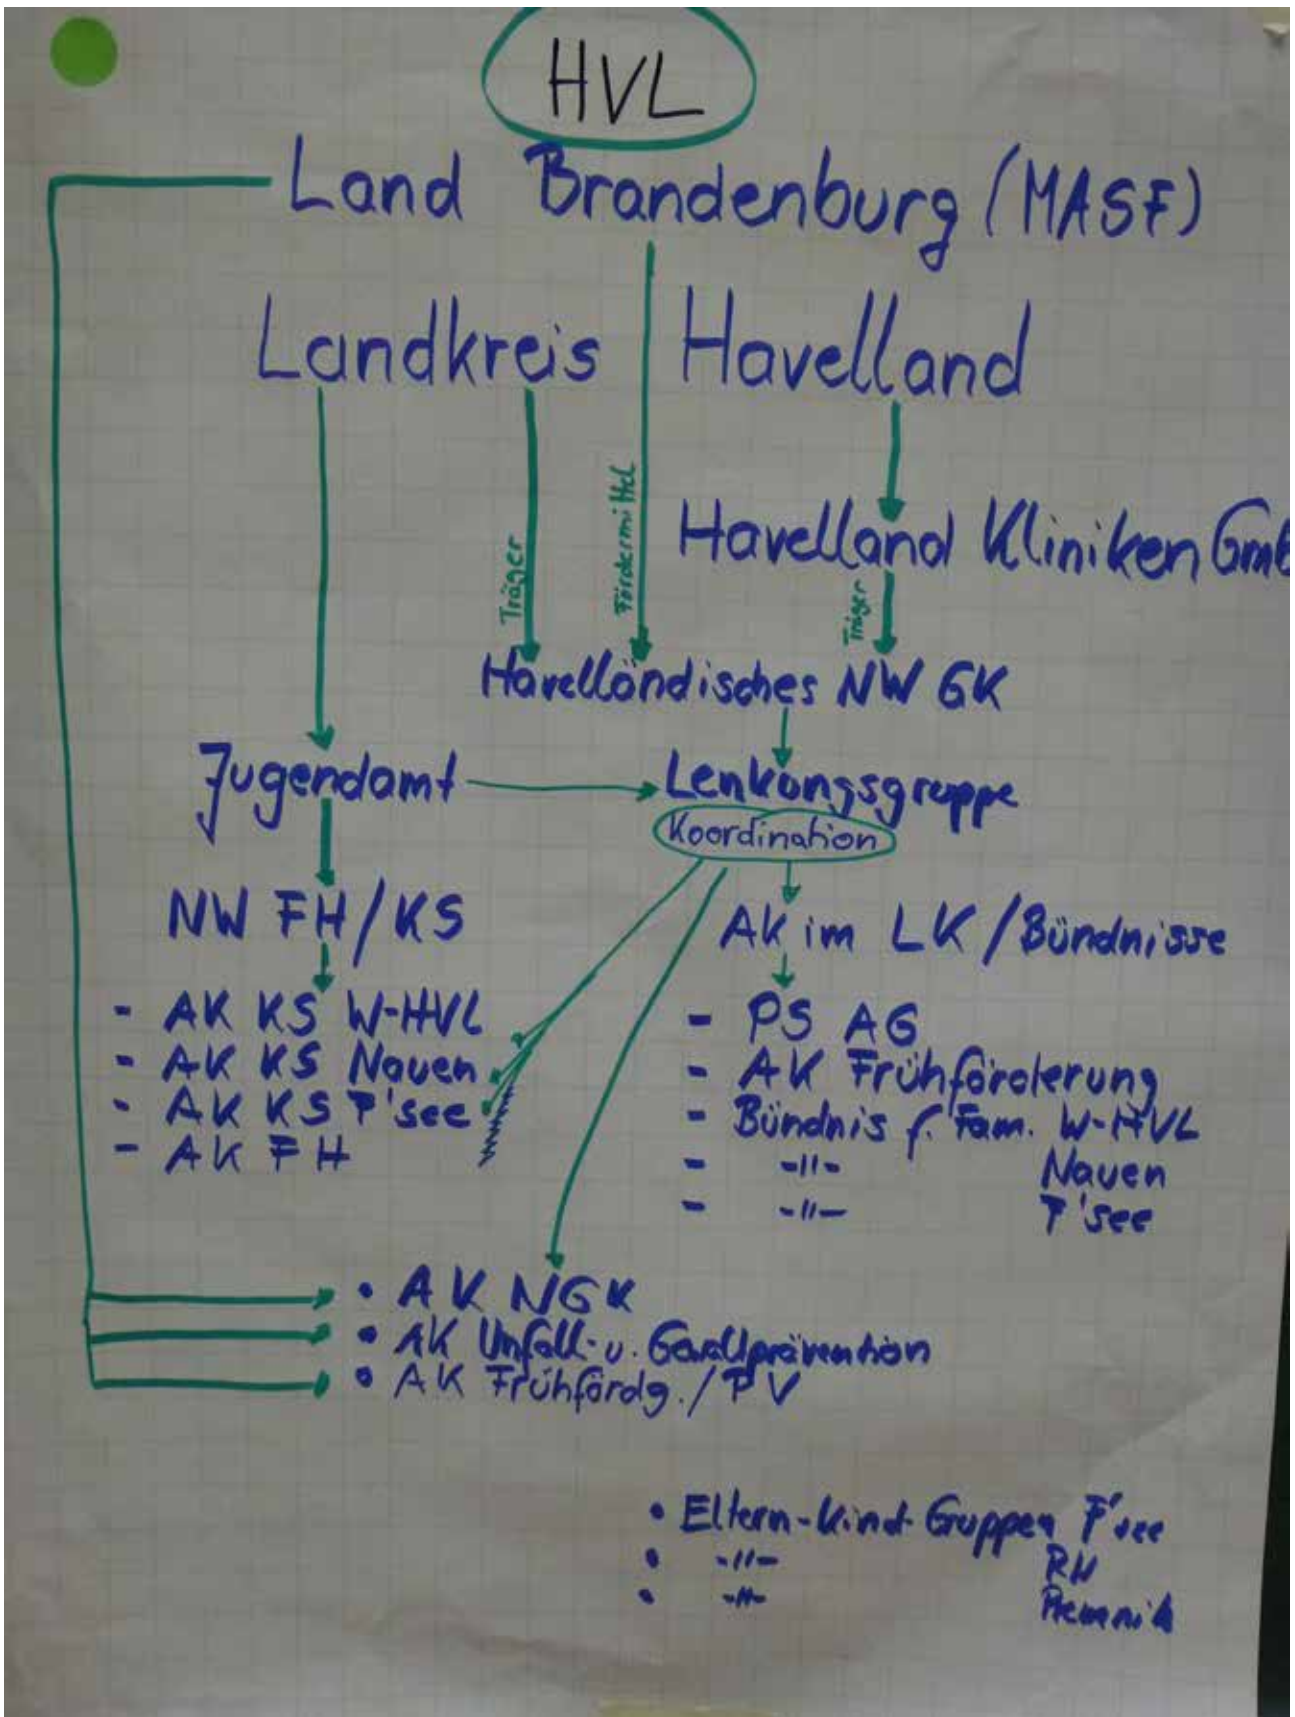 HVL
Land Brandenburg (MASF)
Landkreis Havelland
Havelland Kliniken Gmb
Träger
Fördermittel
Träger
Havelländisches NW GK
Jugendamt
Lenkungsgruppe
Koordination
NW FH/KS
AK im LK/Bündnisse
- AK KS W-HVL
- AK KS Nauen
- AK KS F'see
- AK FH
- PS AG
- AK Frühförderung
- Bündnis f. Fam. W-HVL
- -"- Nauen
- -"- F'see
• AK NGK
• AK Unfall- u. Gewaltprävention
• AK Frühfördg./PV
• Eltern-Kind-Gruppen F'see
• -"- RN
• -"- Premnitz